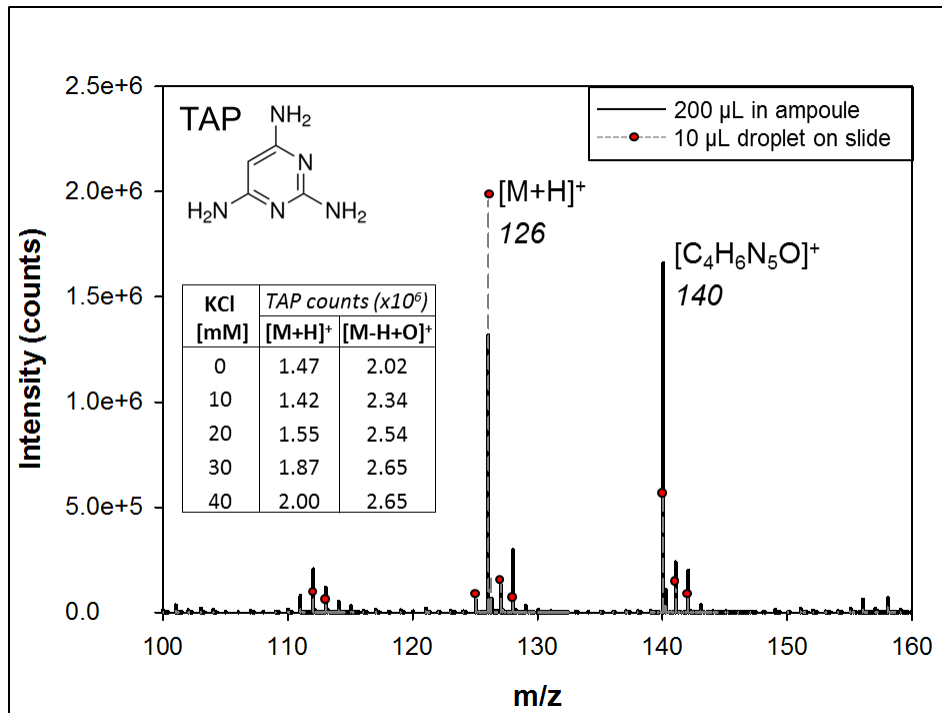 2.5e+6
2.0e+6
1.5e+6
1.0e+6
5.0e+5
0.0
Intensity (counts)
TAP
NH₂
N
H₂N
N
NH₂
200 µL in ampoule
10 µL droplet on slide
[M+H]⁺
126
[C₄H₆N₅O]⁺
140
KCl [mM] TAP counts (x10⁶)
[M+H]⁺ [M-H+O]⁺
0 1.47 2.02
10 1.42 2.34
20 1.55 2.54
30 1.87 2.65
40 2.00 2.65
100 110 120 130 140 150 160
m/z